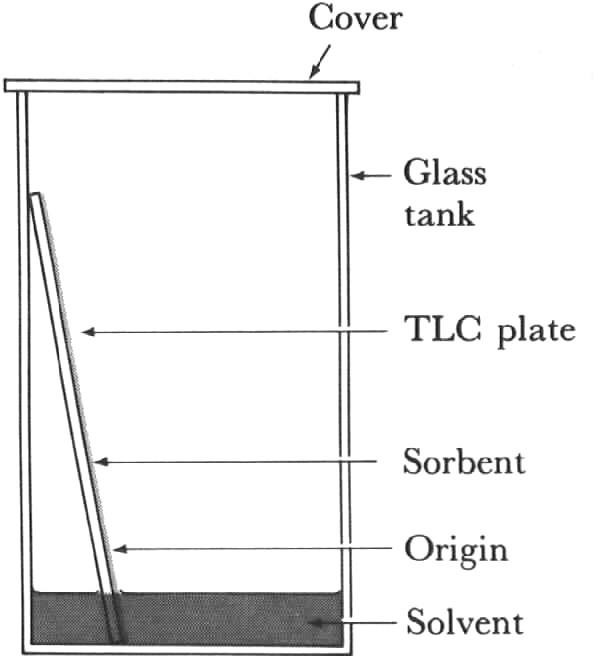 Cover
Glass
tank
TLC plate
Sorbent
Origin
Solvent